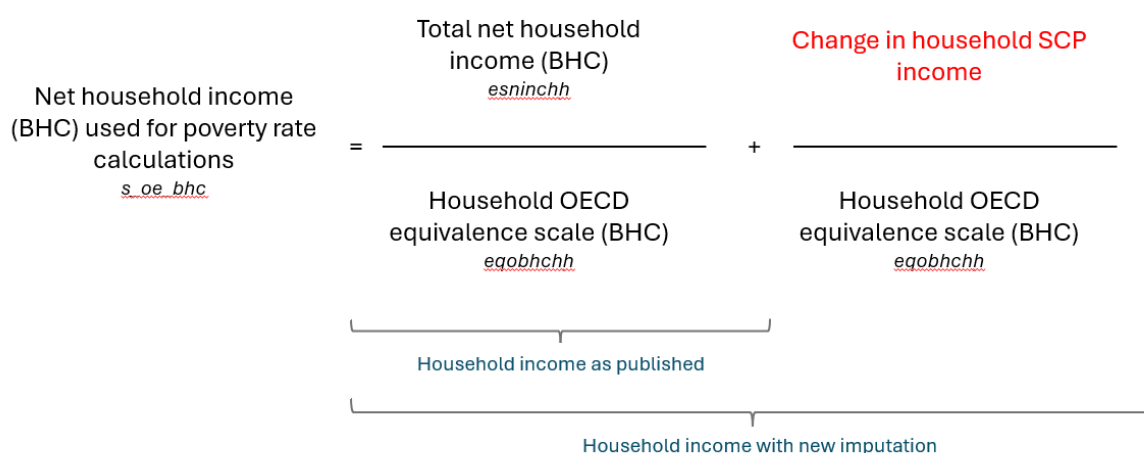 Net household income
(BHC) used for poverty rate
calculations
s_oe_bhc
=
Total net household
income (BHC)
esninchh
Household OECD
equivalence scale (BHC)
eqobhchh
+
Change in household SCP
income
Household OECD
equivalence scale (BHC)
eqobhchh
Household income as published
Household income with new imputation